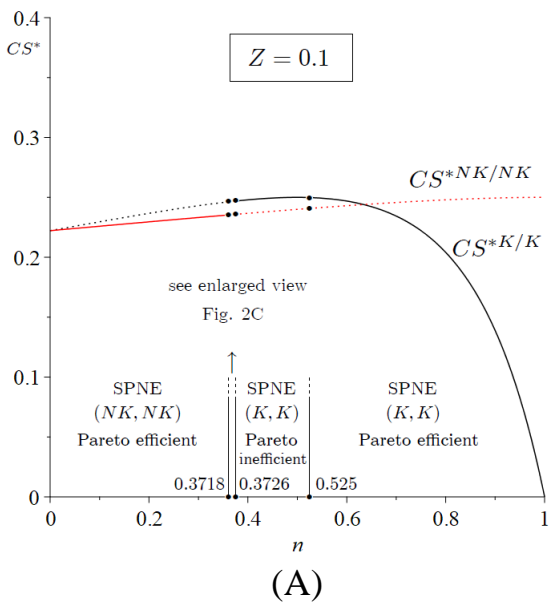 0.4
CS*
Z = 0.1
0.3
CS*NK/NK
0.2
CS*K/K
see enlarged view
Fig. 2C
↑
SPNE SPNE SPNE
(NK, NK) (K, K) (K, K)
Pareto efficient Pareto inefficient Pareto efficient
0.1
0.3718 0.3726 0.525
0
0 0.2 0.4 0.6 0.8 1
n
(A)